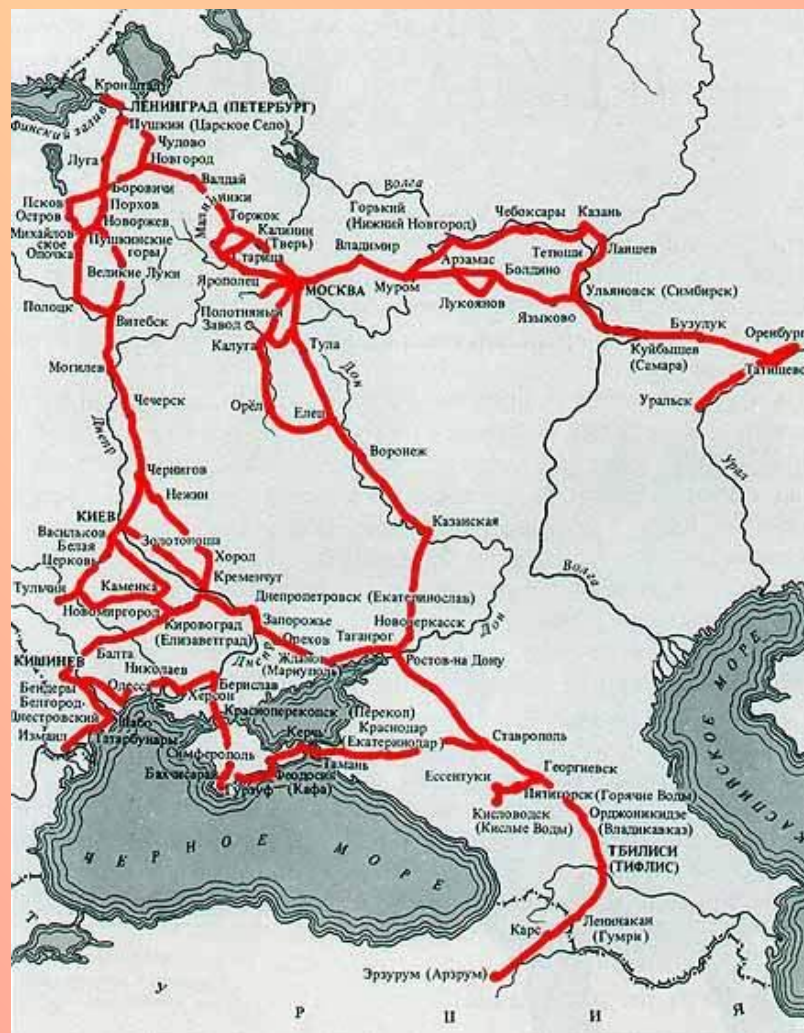 Кронштадт
ЛЕНИНГРАД (ПЕТЕРБУРГ)
Финский залив
Пушкин (Царское Село)
Чудово
Луга
Новгород
Валдай
Боровичи
Псков
Порхов
Остров
Новоржев
Михайлов-
ское
Пушкинские
горы
Опочка
Великие Луки
Торжок
Калинин
(Тверь)
Старица
Ярополец
Волга
Горький
(Нижний Новгород)
Чебоксары
Казань
Владимир
Арзамас
Тетюши
Лаишев
Болдино
МОСКВА
Муром
Лукоянов
Ульяновск (Симбирск)
Языково
Полоцк
Витебск
Полотняный
Завод
Калуга
Тула
Дон
Бузулук
Оренбург
Куйбышев
(Самара)
Татищево
Уральск
Могилев
Чечерск
Днепр
Орёл
Елец
Воронеж
Урал
Чернигов
Нежин
КИЕВ
Казанская
Васильков
Белая
Церковь
Золотоноша
Хорол
Волга
Тульчин
Каменка
Кременчуг
Новомиргород
Днепропетровск (Екатеринослав)
Кировоград
(Елизаветград)
Запорожье
Новочеркасск
Дон
Орехов
Таганрог
Балта
Днепр
Жданов
(Мариуполь)
Ростов-на Дону
КИШИНЕВ
Николаев
Бендеры
Одесса
Херсон
Берислав
Белгород-
Днестровский
Шабо
Красноперекопск (Перекоп)
Измаил
Татарбунары
Керчь
Краснодар
(Екатеринодар)
Ставрополь
Симферополь
Тамань
Бахчисарай
Феодосия
(Кафа)
Гурзуф
Георгиевск
Ессентуки
Пятигорск (Горячие Воды)
Кисловодск
(Кислые Воды)
Орджоникидзе
(Владикавказ)
КАСПИЙСКОЕ МОРЕ
ЧЕРНОЕ МОРЕ
ТБИЛИСИ
(ТИФЛИС)
Ленинакан
(Гумри)
Карс
Эрзурум (Арзрум)
Т У Р Ц И Я